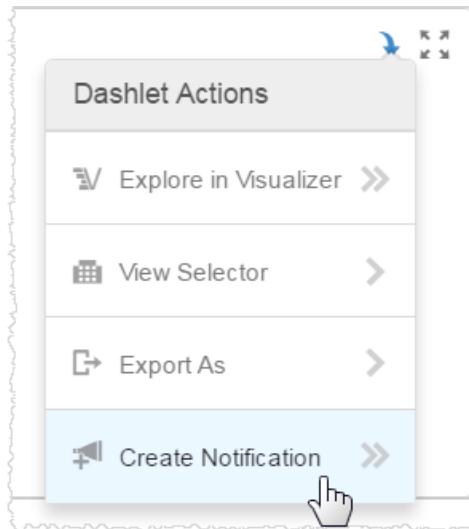 Dashlet Actions
Explore in Visualizer
View Selector
Export As
Create Notification